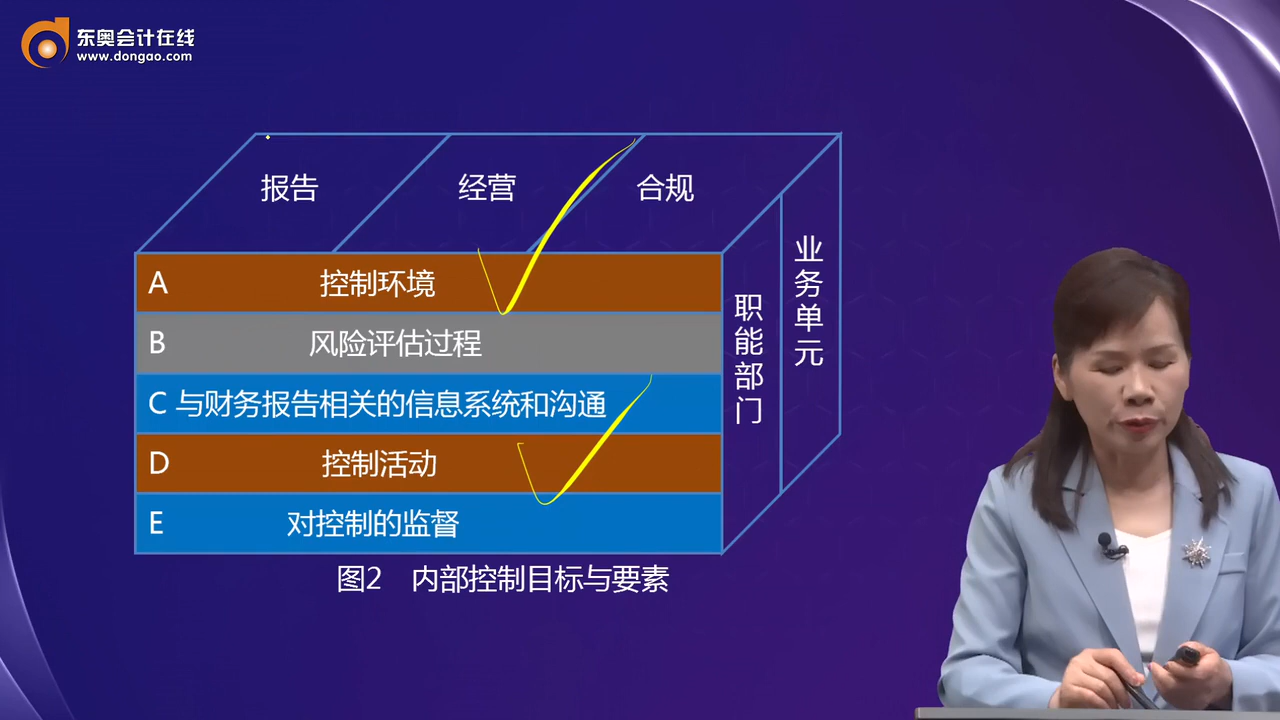 东奥会计在线
www.dongao.com
报告
经营
合规
A 控制环境
B 风险评估过程
C 与财务报告相关的信息系统和沟通
D 控制活动
E 对控制的监督
职能部门
业务单元
图2 内部控制目标与要素